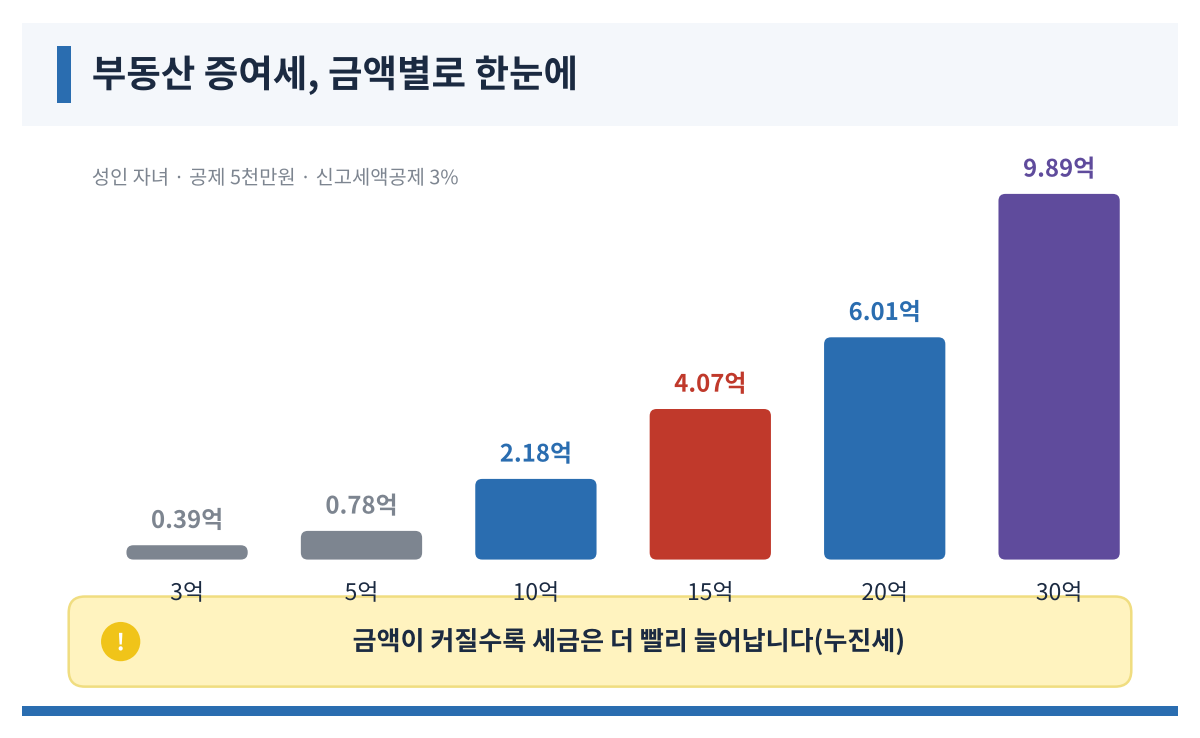 부동산 증여세, 금액별로 한눈에
성인 자녀 · 공제 5천만원 · 신고세액공제 3%
0.39억
0.78억
2.18억
4.07억
6.01억
9.89억
3억
5억
10억
15억
20억
30억
!
금액이 커질수록 세금은 더 빨리 늘어납니다(누진세)